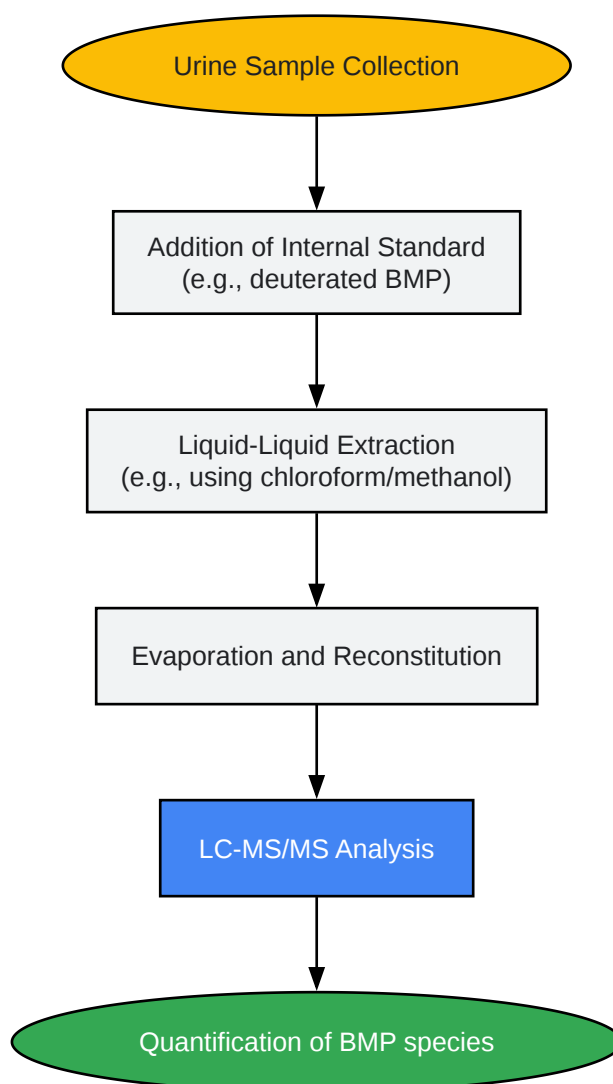 Urine Sample Collection
Addition of Internal Standard
(e.g., deuterated BMP)
Liquid-Liquid Extraction
(e.g., using chloroform/methanol)
Evaporation and Reconstitution
LC-MS/MS Analysis
Quantification of BMP species